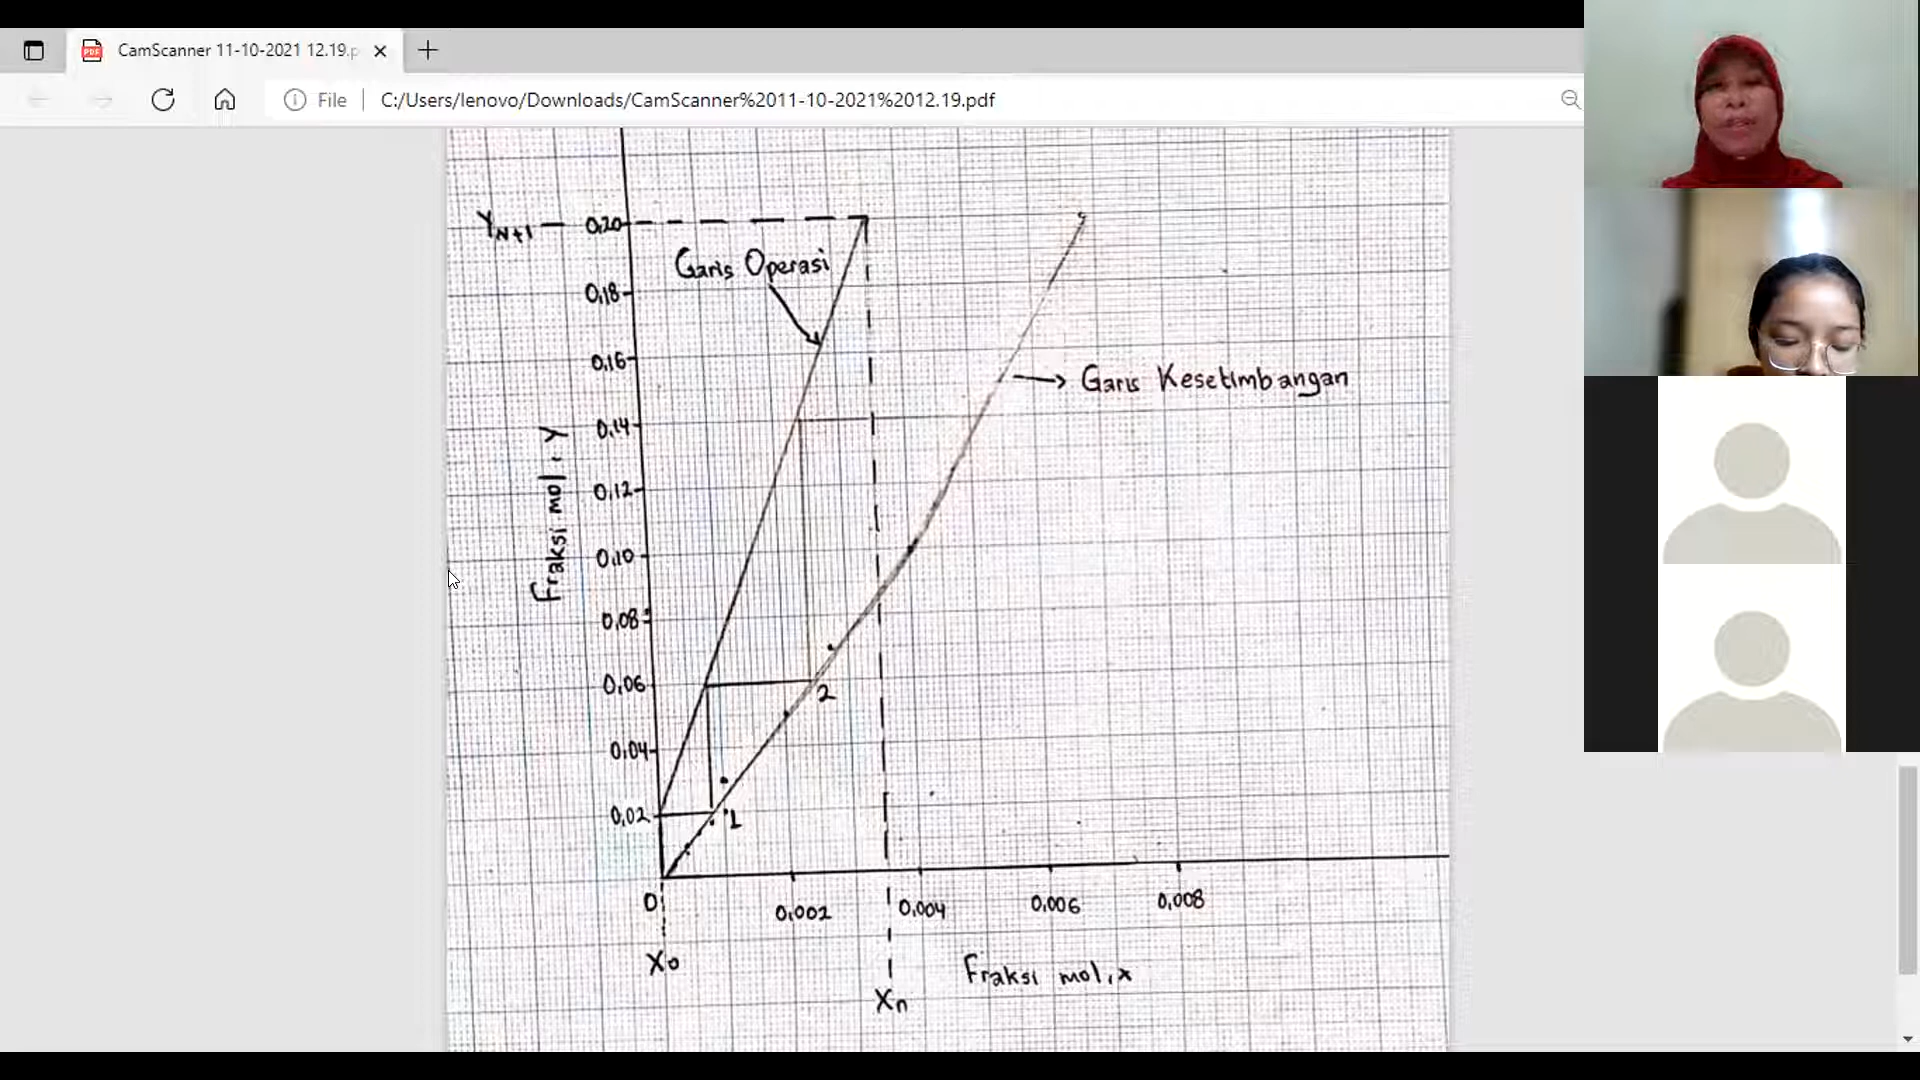 CamScanner 11-10-2021 12.19.p
File
C:/Users/lenovo/Downloads/CamScanner%2011-10-2021%2012.19.pdf
YN+1
0,20
Garis Operasi
0,18
0,16
Garis Kesetimbangan
0,14
Fraksi mol, Y
0,12
0,10
0,08
0,06
2
0,04
0,02
1
0
0,002
0,004
0,006
0,008
Xo
Fraksi mol, x
Xn